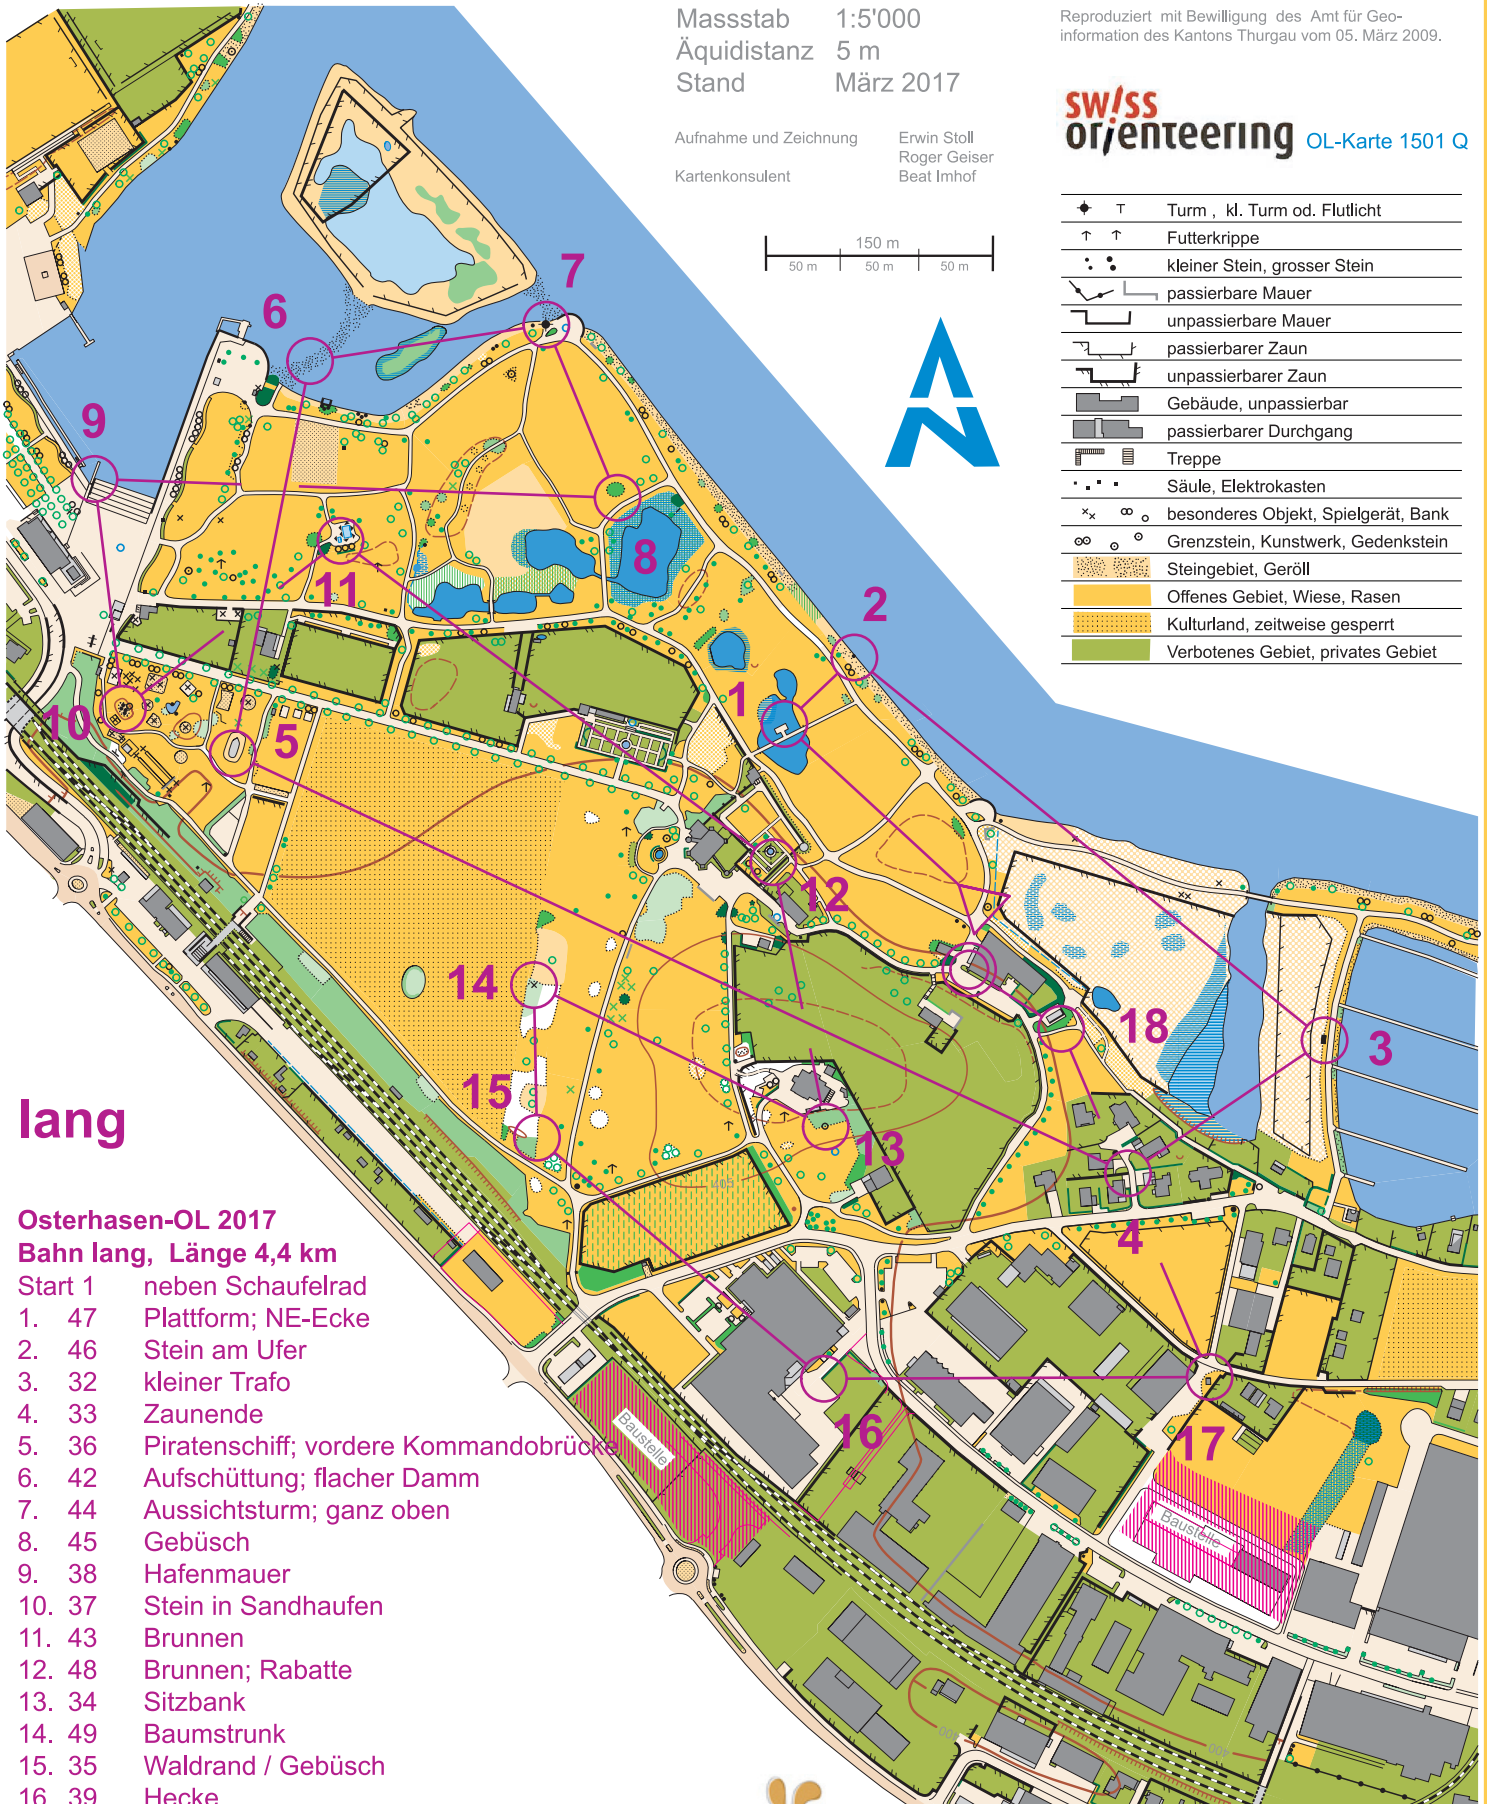 Massstab 1:5'000
Äquidistanz 5 m
Stand März 2017
Aufnahme und Zeichnung Erwin Stoll
Roger Geiser
Kartenkonsulent Beat Imhof
150 m
50 m 50 m 50 m
Reproduziert mit Bewilligung des Amt für Geo-
information des Kantons Thurgau vom 05. März 2009.
swiss
orienteering OL-Karte 1501 Q
Turm , kl. Turm od. Flutlicht
Futterkrippe
kleiner Stein, grosser Stein
passierbare Mauer
unpassierbare Mauer
passierbarer Zaun
unpassierbarer Zaun
Gebäude, unpassierbar
passierbarer Durchgang
Treppe
Säule, Elektrokasten
besonderes Objekt, Spielgerät, Bank
Grenzstein, Kunstwerk, Gedenkstein
Steingebiet, Geröll
Offenes Gebiet, Wiese, Rasen
Kulturland, zeitweise gesperrt
Verbotenes Gebiet, privates Gebiet
N
7
6
9
8
11
2
1
10
5
12
14
18
3
15
13
405
4
16
17
Baustelle
Baustelle
400
400
lang
Osterhasen-OL 2017
Bahn lang, Länge 4,4 km
Start 1 neben Schaufelrad
1. 47 Plattform; NE-Ecke
2. 46 Stein am Ufer
3. 32 kleiner Trafo
4. 33 Zaunende
5. 36 Piratenschiff; vordere Kommandobrücke
6. 42 Aufschüttung; flacher Damm
7. 44 Aussichtsturm; ganz oben
8. 45 Gebüsch
9. 38 Hafenmauer
10. 37 Stein in Sandhaufen
11. 43 Brunnen
12. 48 Brunnen; Rabatte
13. 34 Sitzbank
14. 49 Baumstrunk
15. 35 Waldrand / Gebüsch
16 39 Hecke